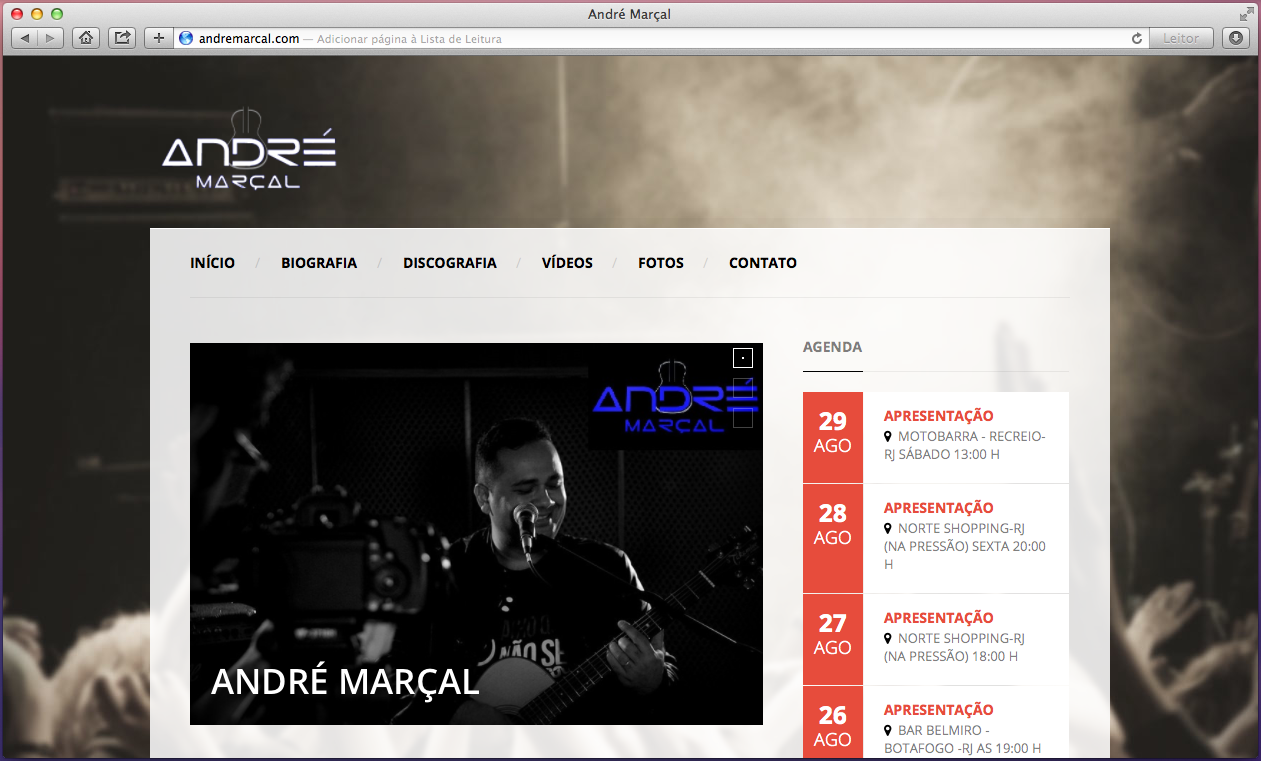 André Marçal
andremarcal.com — Adicionar página à Lista de Leitura
Leitor
ANDRÉ
MARÇAL
INÍCIO / BIOGRAFIA / DISCOGRAFIA / VÍDEOS / FOTOS / CONTATO
ANDRÉ
MARÇAL
NÃO
ANDRÉ MARÇAL
AGENDA
29
AGO
APRESENTAÇÃO
MOTOBARRA - RECREIO-
RJ SÁBADO 13:00 H
28
AGO
APRESENTAÇÃO
NORTE SHOPPING-RJ
(NA PRESSÃO) SEXTA 20:00
H
27
AGO
APRESENTAÇÃO
NORTE SHOPPING-RJ
(NA PRESSÃO) 18:00 H
26
AGO
APRESENTAÇÃO
BAR BELMIRO -
BOTAFOGO -RJ AS 19:00 H